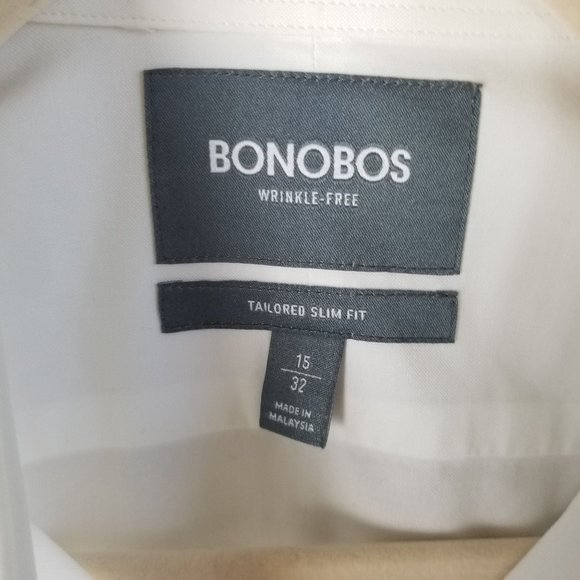 BONOBOS
WRINKLE-FREE
TAILORED SLIM FIT
15
32
MADE IN
MALAYSIA